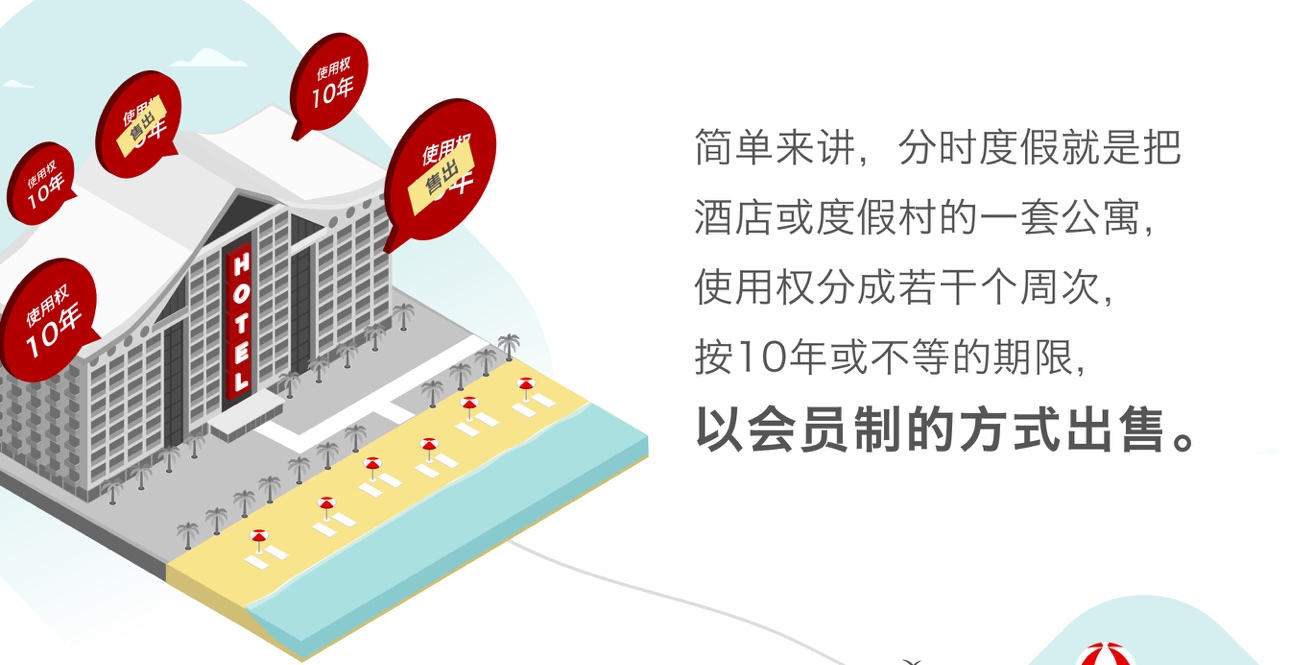 使用权
10年
使用权
售出
年
使用权
10年
使用权
售出
年
使用权
10年
HOTEL
简单来讲，分时度假就是把
酒店或度假村的一套公寓，
使用权分成若干个周次，
按10年或不等的期限，
以会员制的方式出售。